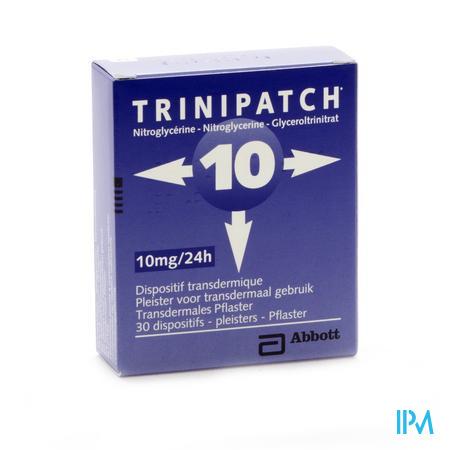 TRINIPATCH®
Nitroglycérine - Nitroglycerine - Glyceroltrinitrat
10
10mg/24h
Dispositif transdermique
Pleister voor transdermaal gebruik
Transdermales Pflaster
30 dispositifs - pleisters - Pflaster
Abbott
IPM